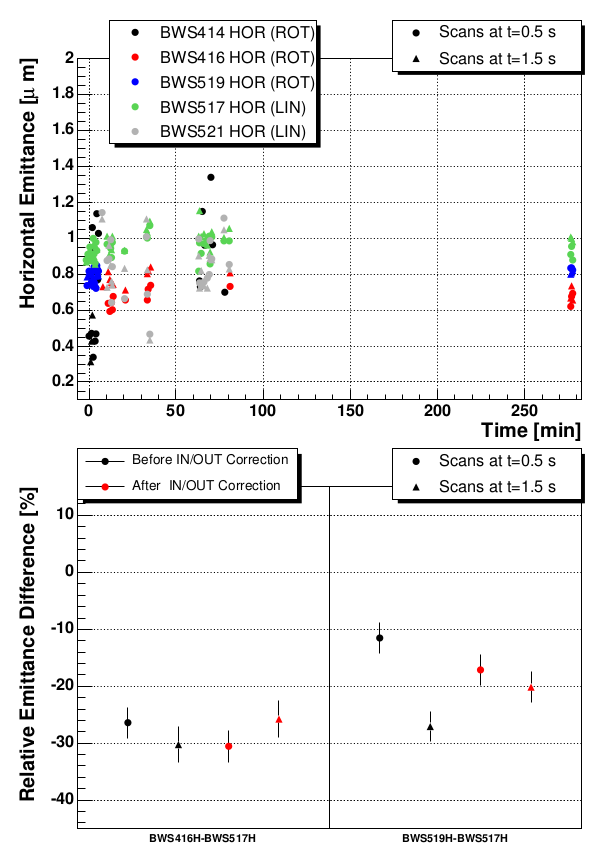 BWS414 HOR (ROT)
BWS416 HOR (ROT)
BWS519 HOR (ROT)
BWS517 HOR (LIN)
BWS521 HOR (LIN)
Scans at t=0.5 s
Scans at t=1.5 s
Horizontal Emittance [μ m]
2
1.8
1.6
1.4
1.2
1
0.8
0.6
0.4
0.2
0 50 100 150 200 250
Time [min]
Before IN/OUT Correction
After IN/OUT Correction
Scans at t=0.5 s
Scans at t=1.5 s
Relative Emittance Difference [%]
10
0
-10
-20
-30
-40
BWS416H-BWS517H BWS519H-BWS517H